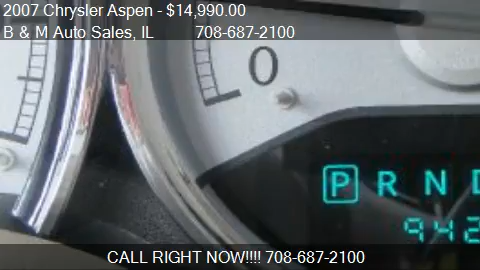 2007 Chrysler Aspen - $14,990.00
B & M Auto Sales, IL 708-687-2100
0
P R N
942
CALL RIGHT NOW!!!! 708-687-2100